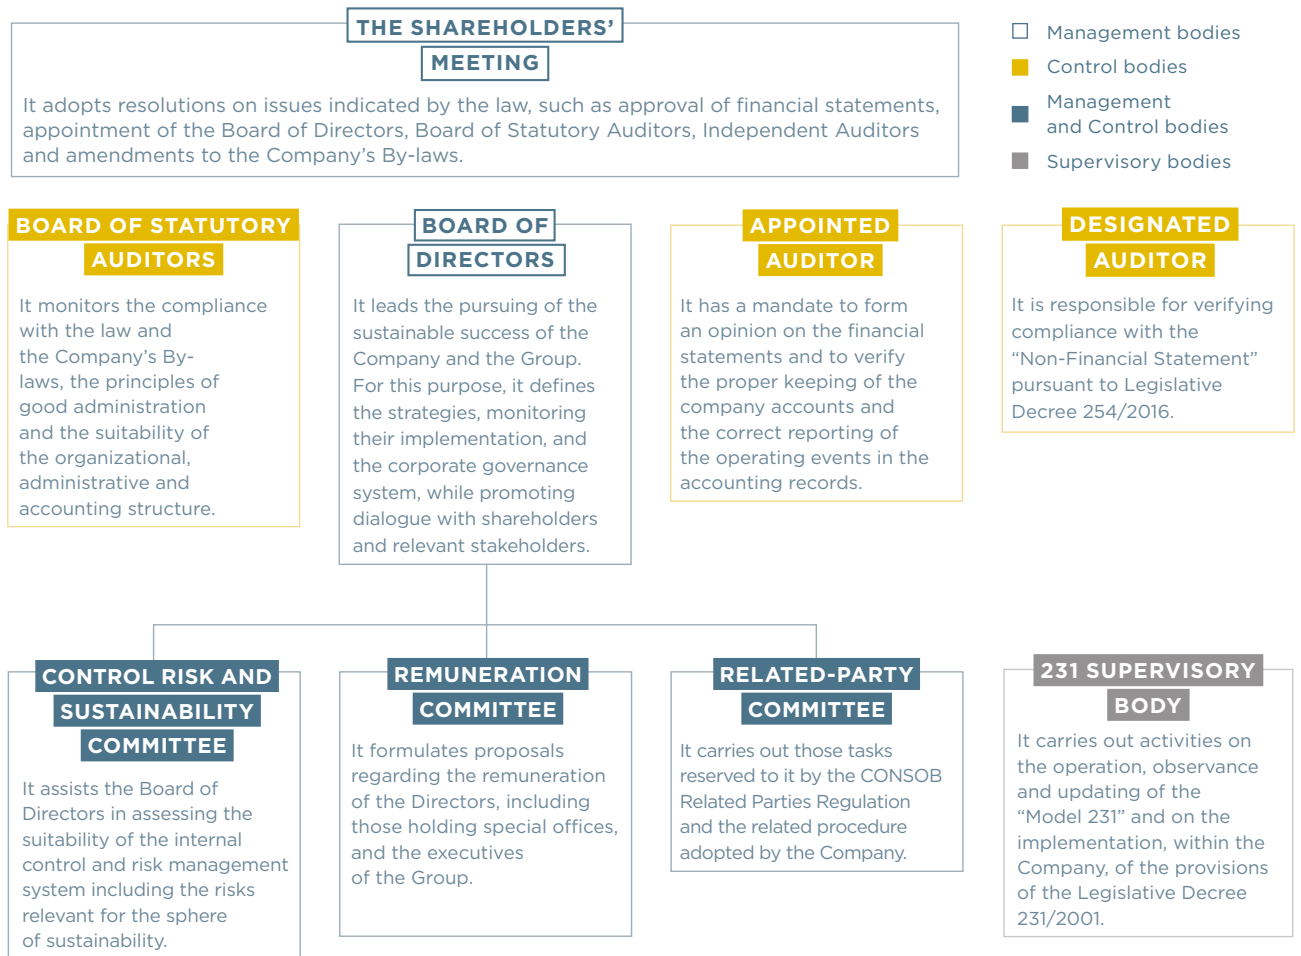 THE SHAREHOLDERS'
MEETING
It adopts resolutions on issues indicated by the law, such as approval of financial statements,
appointment of the Board of Directors, Board of Statutory Auditors, Independent Auditors
and amendments to the Company's By-laws.
Management bodies
Control bodies
Management
and Control bodies
Supervisory bodies
BOARD OF STATUTORY
AUDITORS
It monitors the compliance
with the law and
the Company's By-
laws, the principles of
good administration
and the suitability of
the organizational,
administrative and
accounting structure.
BOARD OF
DIRECTORS
It leads the pursuing of the
sustainable success of the
Company and the Group.
For this purpose, it defines
the strategies, monitoring
their implementation, and
the corporate governance
system, while promoting
dialogue with shareholders
and relevant stakeholders.
APPOINTED
AUDITOR
It has a mandate to form
an opinion on the financial
statements and to verify
the proper keeping of the
company accounts and
the correct reporting of
the operating events in the
accounting records.
DESIGNATED
AUDITOR
It is responsible for verifying
compliance with the
“Non-Financial Statement”
pursuant to Legislative
Decree 254/2016.
CONTROL RISK AND
SUSTAINABILITY
COMMITTEE
It assists the Board of
Directors in assessing the
suitability of the internal
control and risk management
system including the risks
relevant for the sphere
of sustainability.
REMUNERATION
COMMITTEE
It formulates proposals
regarding the remuneration
of the Directors, including
those holding special offices,
and the executives
of the Group.
RELATED-PARTY
COMMITTEE
It carries out those tasks
reserved to it by the CONSOB
Related Parties Regulation
and the related procedure
adopted by the Company.
231 SUPERVISORY
BODY
It carries out activities on
the operation, observance
and updating of the
“Model 231” and on the
implementation, within the
Company, of the provisions
of the Legislative Decree
231/2001.